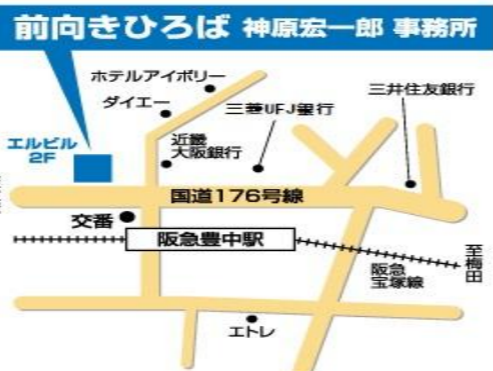 前向きひろば 神原宏一郎 事務所
ホテルアイボリー
ダイエー
三菱UFJ銀行
三井住友銀行
エルビル
2F
近畿
大阪銀行
国道176号線
交番
阪急豊中駅
至梅田
阪急
宝塚線
エトレ